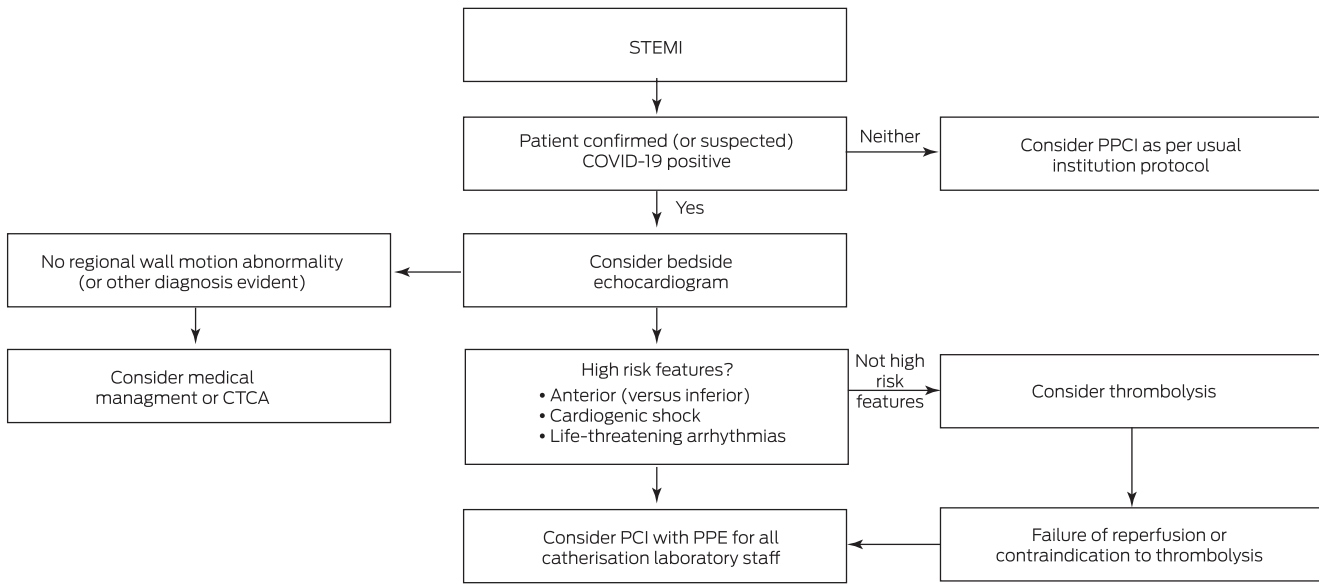 STEMI
Patient confirmed (or suspected)
COVID-19 positive
Neither
Consider PPCI as per usual
institution protocol
Yes
No regional wall motion abnormality
(or other diagnosis evident)
Consider bedside
echocardiogram
Consider medical
managment or CTCA
High risk features?
• Anterior (versus inferior)
• Cardiogenic shock
• Life-threatening arrhythmias
Not high
risk
features
Consider thrombolysis
Consider PCI with PPE for all
catherisation laboratory staff
Failure of reperfusion or
contraindication to thrombolysis